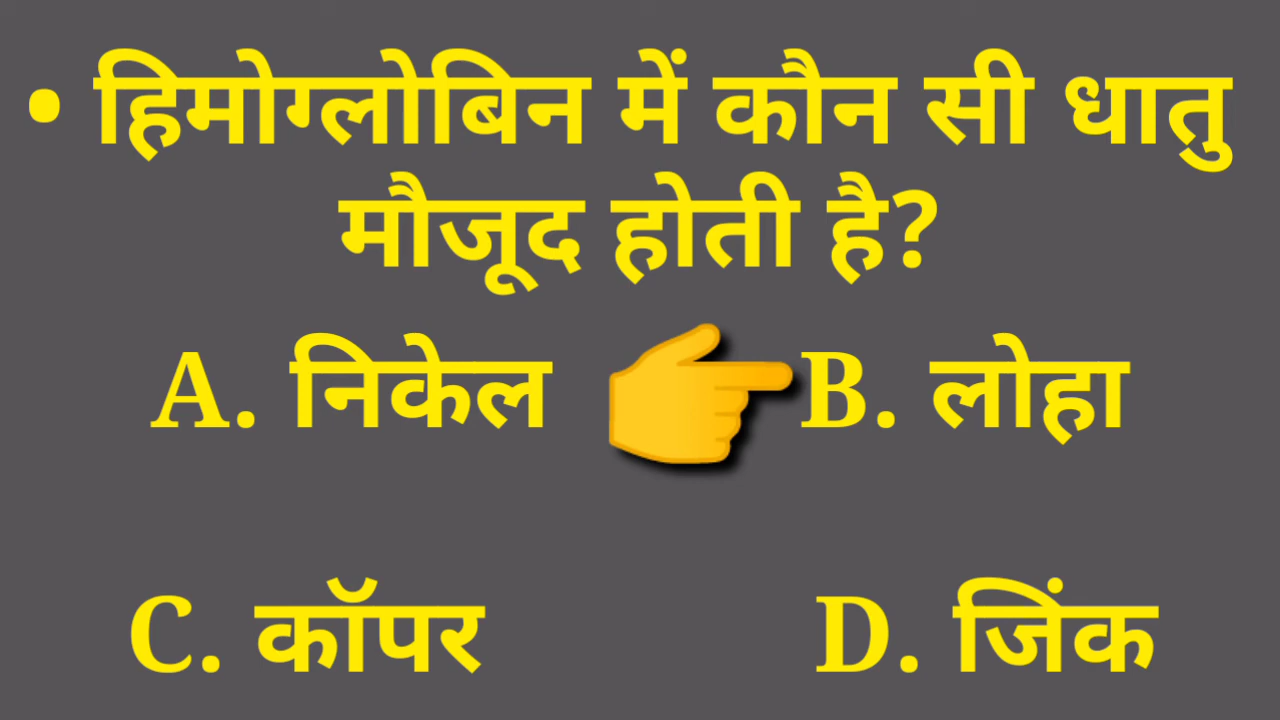 • हिमोग्लोबिन में कौन सी धातु
मौजूद होती है?
A. निकेल B. लोहा
C. कॉपर D. जिंक